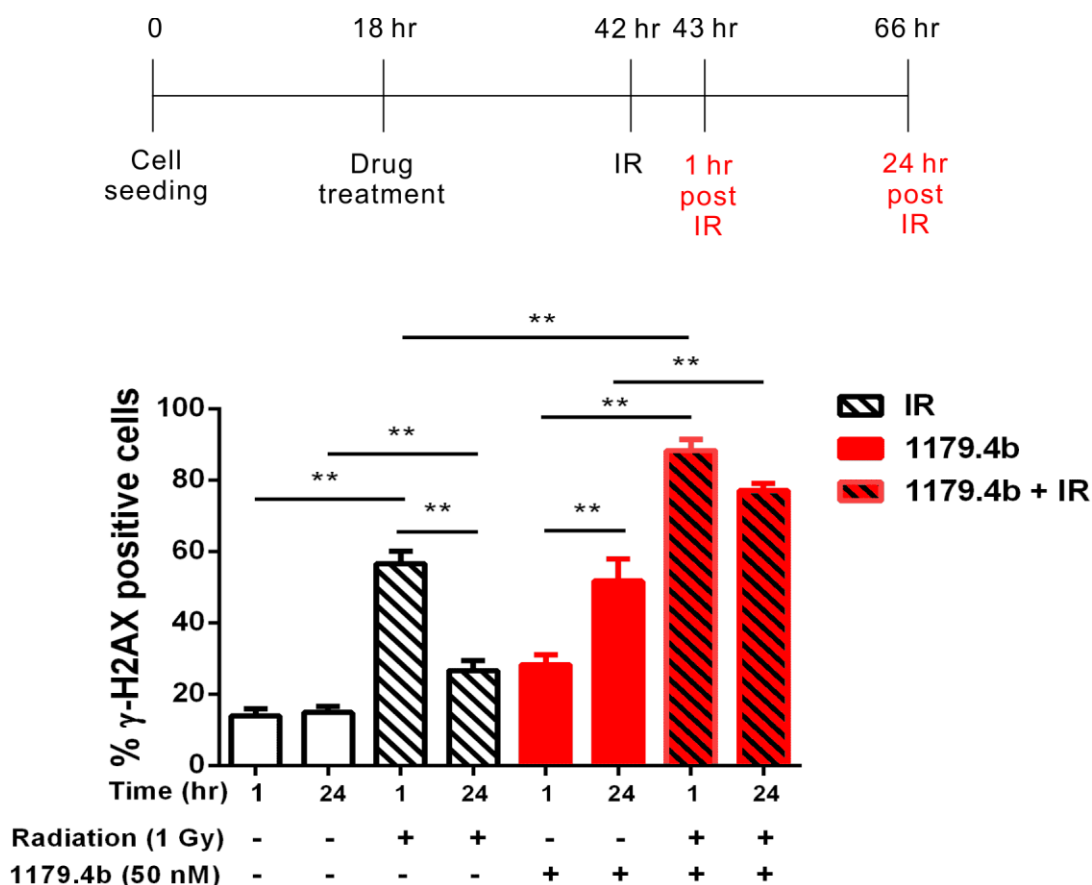 0 18 hr 42 hr 43 hr 66 hr
Cell seeding
Drug treatment
IR
1 hr post IR
24 hr post IR
**
**
**
**
**
**
**
% γ-H2AX positive cells
100
80
60
40
20
0
IR
1179.4b
1179.4b + IR
Time (hr) 1 24 1 24 1 24 1 24
Radiation (1 Gy) - - + + - - + +
1179.4b (50 nM) - - - - + + + +